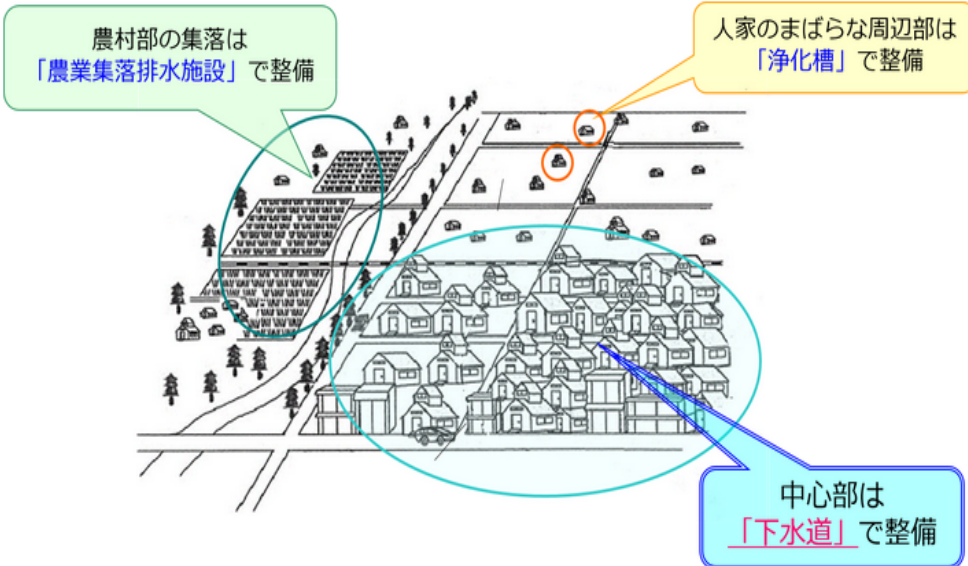 農村部の集落は
「農業集落排水施設」で整備
人家のまばらな周辺部は
「浄化槽」で整備
中心部は
「下水道」で整備